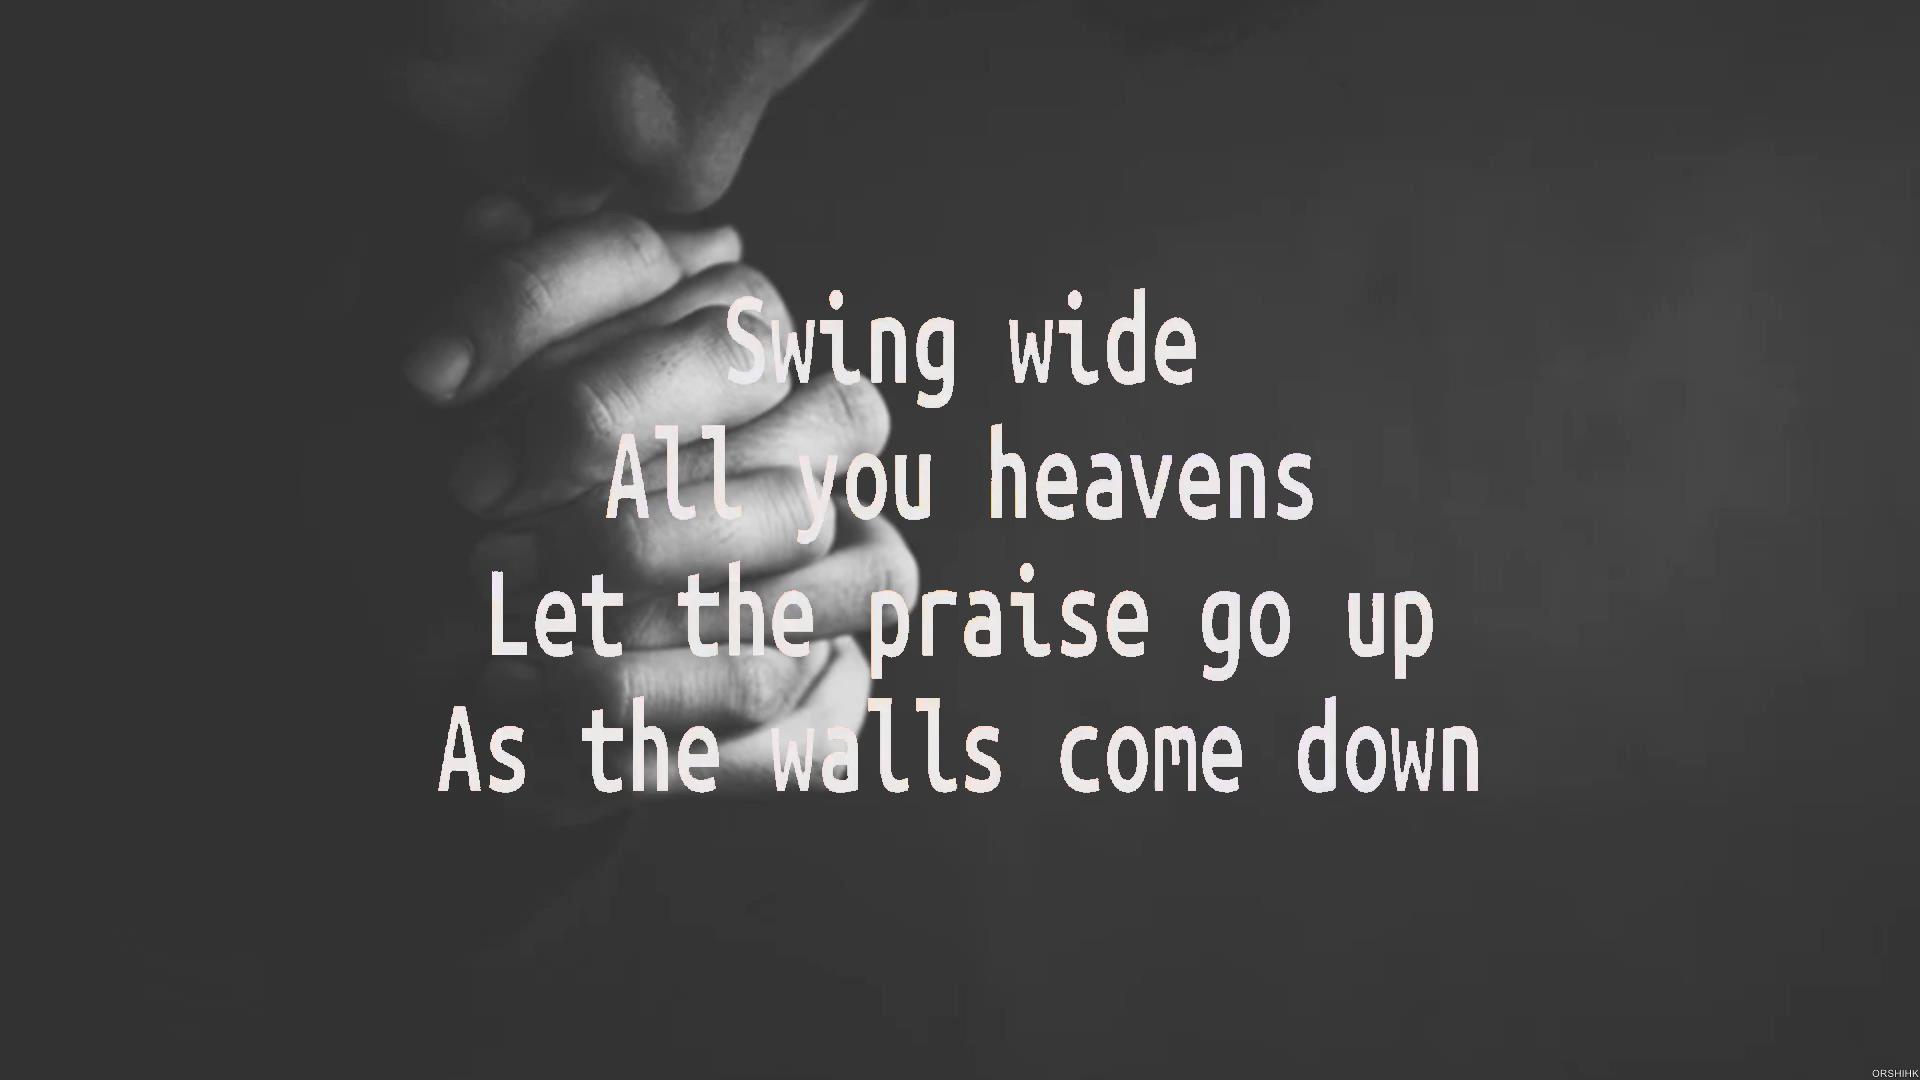 Swing wide
All you heavens
Let the praise go up
As the walls come down
ORSHIHK